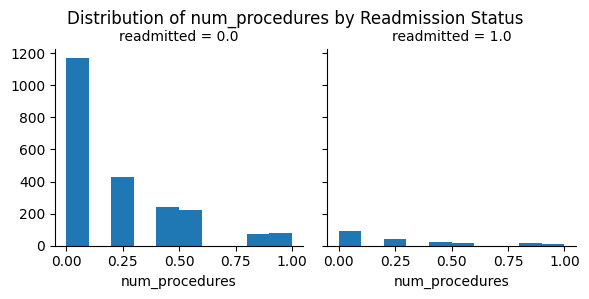 Distribution of num_procedures by Readmission Status
readmitted = 0.0
readmitted = 1.0
1200
1000
800
600
400
200
0
0.00 0.25 0.50 0.75 1.00
0.00 0.25 0.50 0.75 1.00
num_procedures
num_procedures